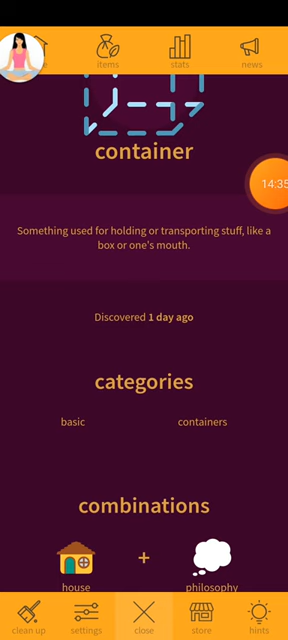 items
stats
news
container
14:35
Something used for holding or transporting stuff, like a
box or one's mouth.
Discovered 1 day ago
categories
basic containers
combinations
+
house philosophy
clean up settings close store hints